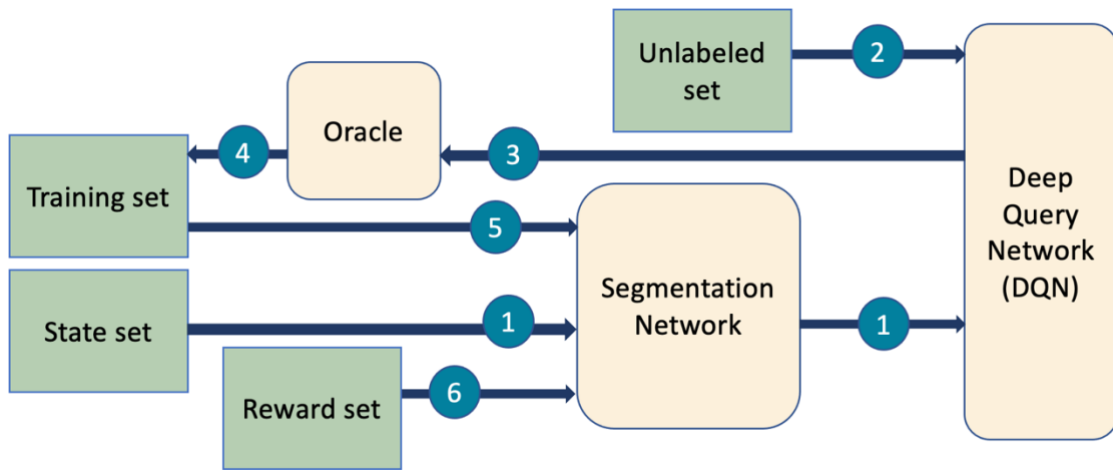 Unlabeled
set
2
Oracle
4
3
Training set
5
Deep
Query
Network
(DQN)
Segmentation
Network
State set
1
1
Reward set
6